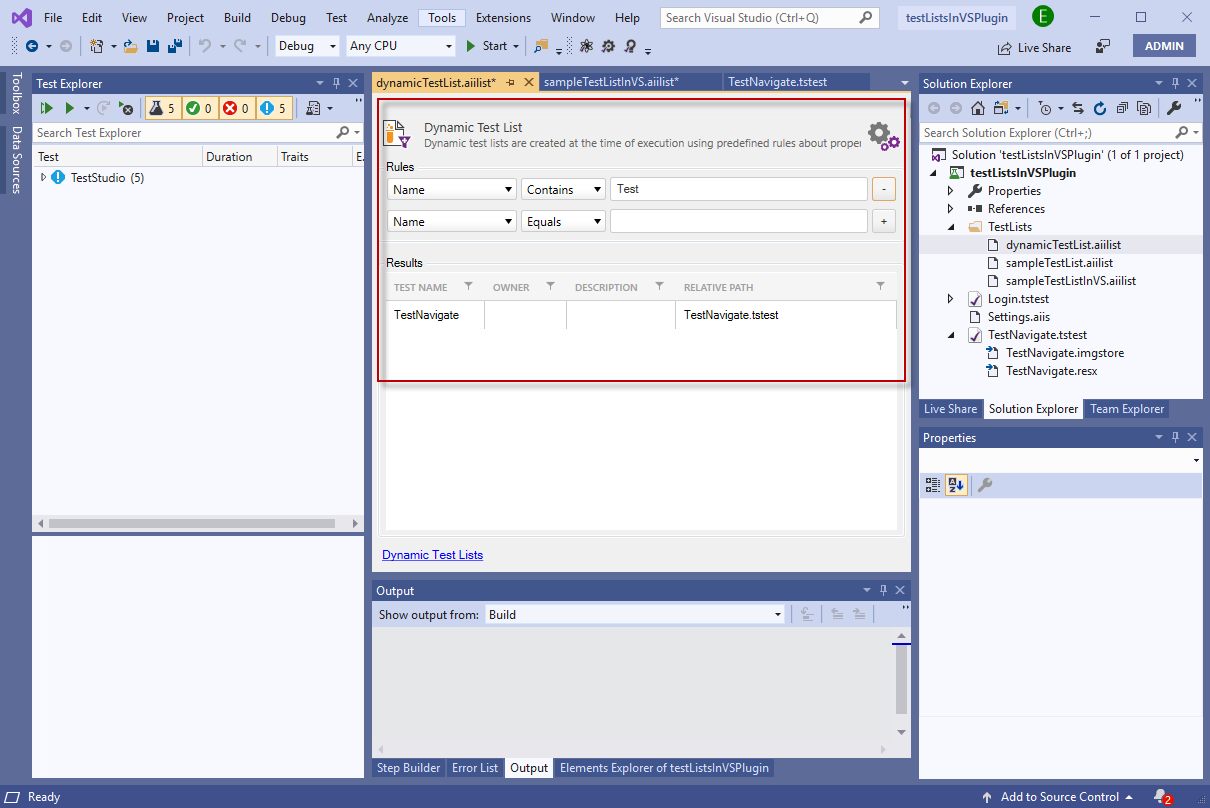 File Edit View Project Build Debug Test Analyze Tools Extensions Window Help Search Visual Studio (Ctrl+Q) testListsInVSPlugin E
Debug Any CPU Start Live Share ADMIN
Toolbox
Data Sources
Test Explorer
5 0 0 5
Search Test Explorer
Test Duration Traits E.
TestStudio (5)
dynamicTestList.aiilist* sampleTestListInVS.aiilist* TestNavigate.tstest
Dynamic Test List
Dynamic test lists are created at the time of execution using predefined rules about proper
Rules
Name Contains Test -
Name Equals +
Results
TEST NAME OWNER DESCRIPTION RELATIVE PATH
TestNavigate TestNavigate.tstest
Dynamic Test Lists
Output
Show output from: Build
Step Builder Error List Output Elements Explorer of testListsInVSPlugin
Solution Explorer
Search Solution Explorer (Ctrl+;)
Solution 'testListsInVSPlugin' (1 of 1 project)
testListsInVSPlugin
Properties
References
TestLists
dynamicTestList.aiilist
sampleTestList.aiilist
sampleTestListInVS.aiilist
Login.tstest
Settings.aiis
TestNavigate.tstest
TestNavigate.imgstore
TestNavigate.resx
Live Share Solution Explorer Team Explorer
Properties
Ready Add to Source Control 2